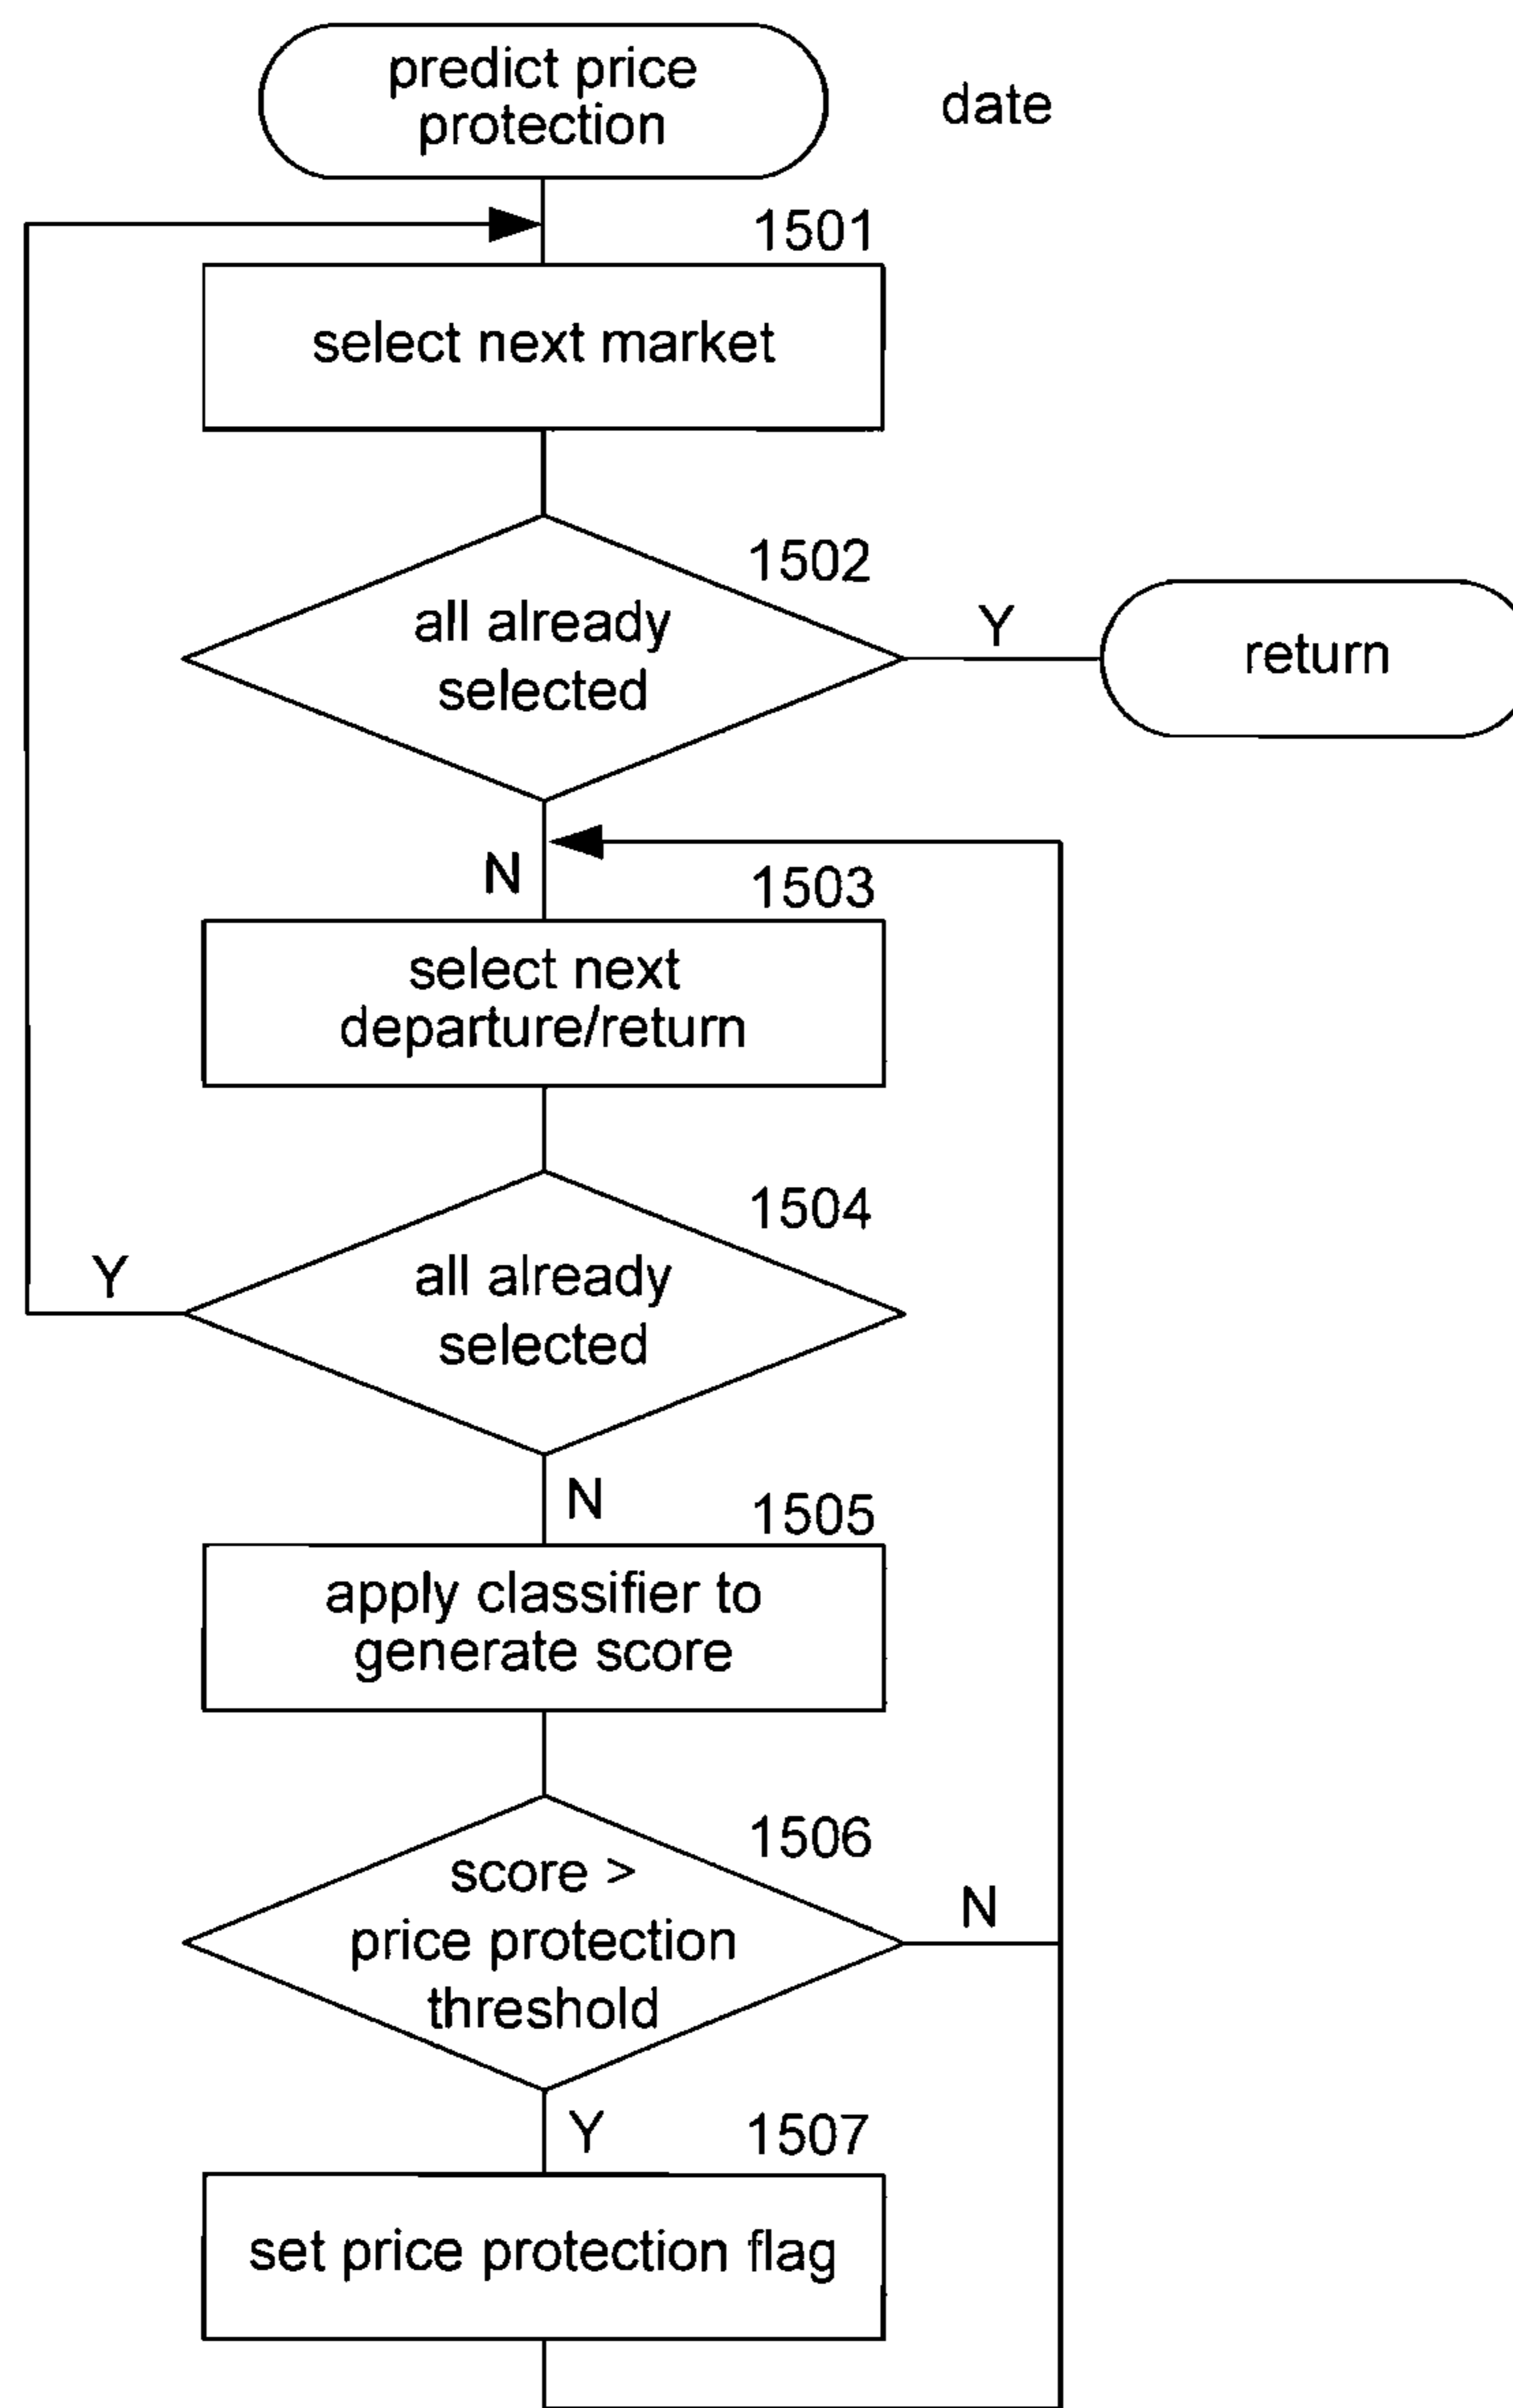 predict price
protection
date
1501
select next market
1502
all already
selected
Y
return
N
1503
select next
departure/return
1504
all already
selected
Y
N
1505
apply classifier to
generate score
1506
score >
price protection
threshold
N
Y
1507
set price protection flag